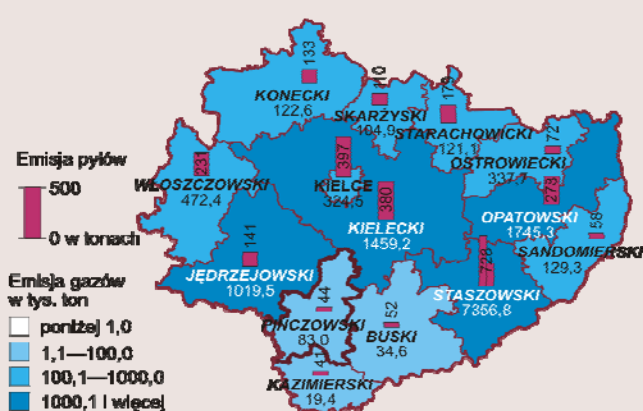 133
KONECKI
122,6
110
SKARŻYSKI
104,9
179
STARACHOWICKI
121,1
72
OSTROWIECKI
337,7
Emisja pyłów
500
0 w tonach
231
WŁOSZCZOWSKI
472,4
397
KIELCE
324,5
380
KIELECKI
1459,2
278
OPATOWSKI
1745,3
58
SANDOMIERSKI
129,3
141
JĘDRZEJOWSKI
1019,5
728
STASZOWSKI
7356,8
44
PIŃCZOWSKI
83,0
52
BUSKI
34,6
41
KAZIMIERSKI
19,4
Emisja gazów
w tys. ton
poniżej 1,0
1,1—100,0
100,1—1000,0
1000,1 i więcej